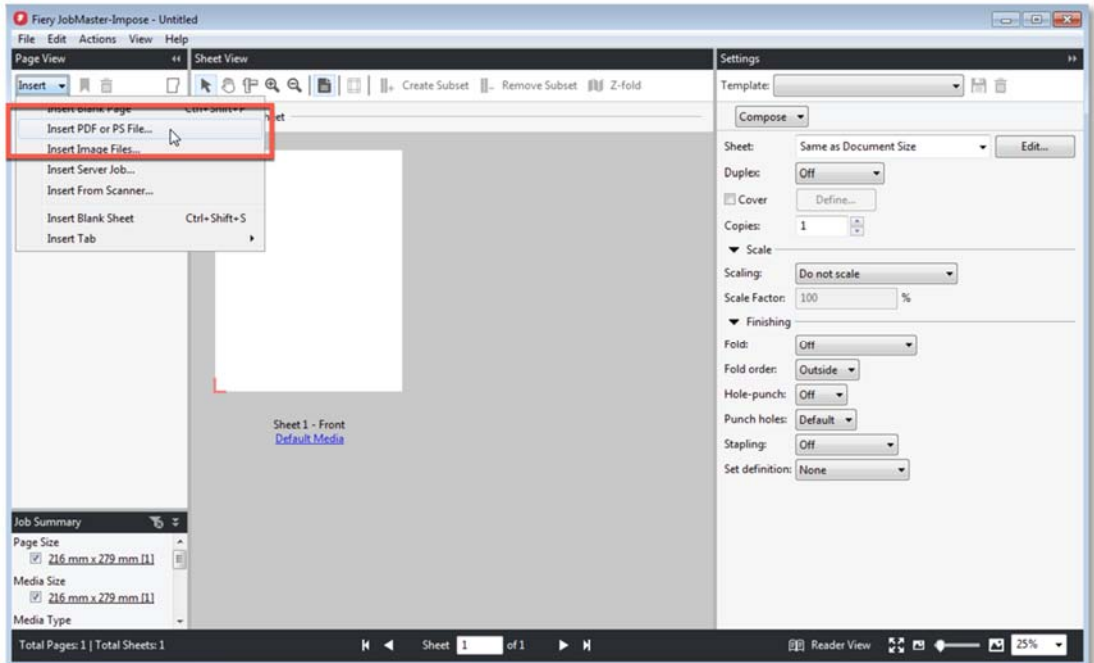 Fiery JobMaster-Impose - Untitled
File Edit Actions View Help
Page View
Sheet View
Settings
Insert
Create Subset
Remove Subset
Z-fold
Template:
Insert Blank Page Ctrl+Shift+P
Insert PDF or PS File...
Insert Image Files...
Insert Server Job...
Insert From Scanner...
Insert Blank Sheet Ctrl+Shift+S
Insert Tab
Sheet 1 - Front
Default Media
Compose
Sheet: Same as Document Size Edit...
Duplex: Off
Cover Define...
Copies: 1
Scale
Scaling: Do not scale
Scale Factor: 100 %
Finishing
Fold: Off
Fold order: Outside
Hole-punch: Off
Punch holes: Default
Stapling: Off
Set definition: None
Job Summary
Page Size
216 mm x 279 mm [1]
Media Size
216 mm x 279 mm [1]
Media Type
Total Pages: 1 | Total Sheets: 1
Sheet 1 of 1
Reader View
25%